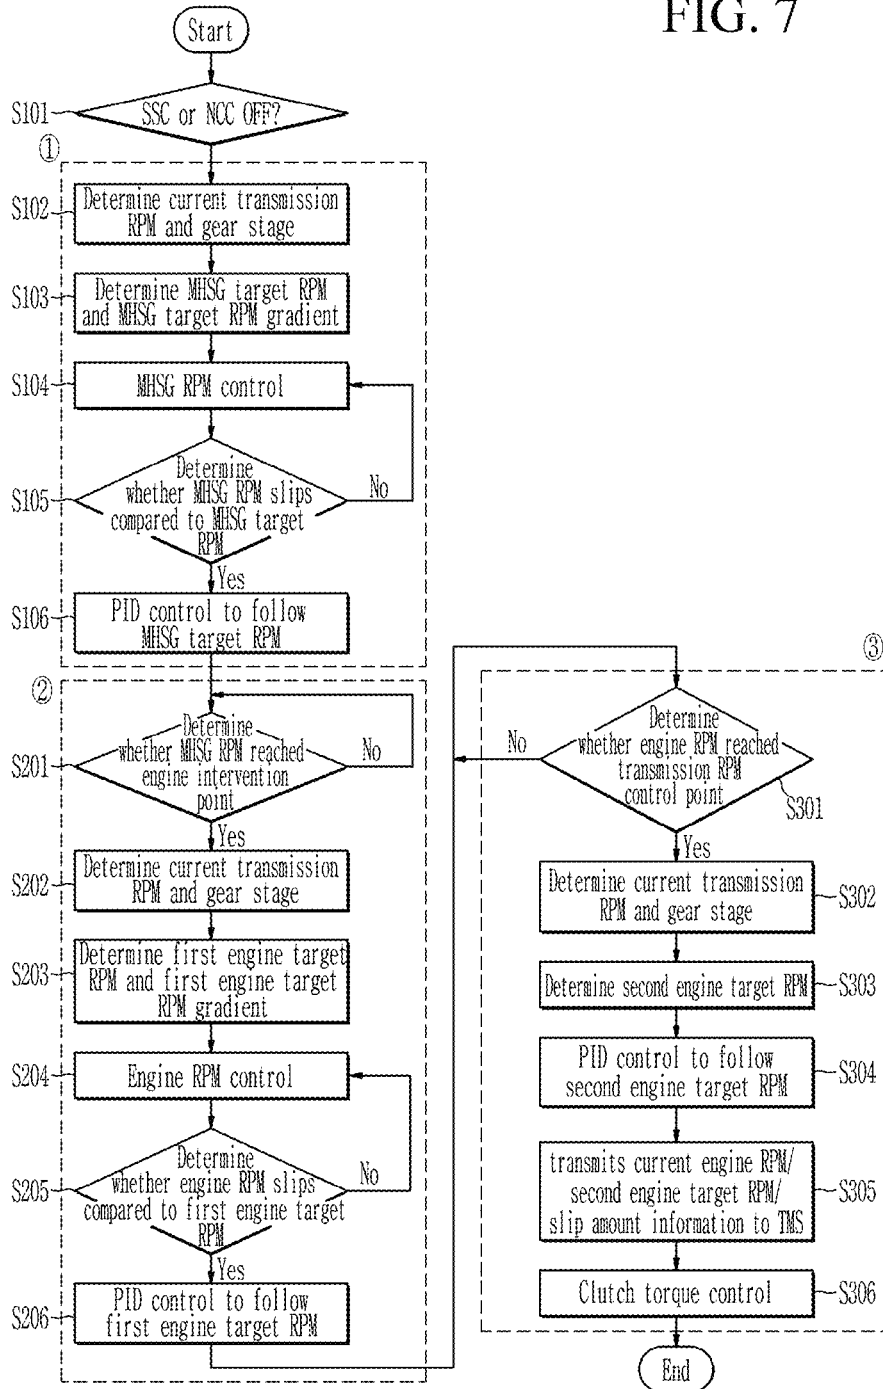 FIG. 7
Start
S101
SSC or NCC OFF?
①
S102
Determine current transmission
RPM and gear stage
S103
Determine MHSG target RPM
and MHSG target RPM gradient
S104
MHSG RPM control
S105
Determine
whether MHSG RPM slips
compared to MHSG target
RPM
No
Yes
S106
PID control to follow
MHSG target RPM
②
S201
Determine
whether MHSG RPM reached
engine intervention
point
No
Yes
S202
Determine current transmission
RPM and gear stage
S203
Determine first engine target
RPM and first engine target
RPM gradient
S204
Engine RPM control
S205
Determine
whether engine RPM slips
compared to first engine target
RPM
No
Yes
S206
PID control to follow
first engine target RPM
③
No
Determine
whether engine RPM reached
transmission RPM
control point
S301
Yes
Determine current transmission
RPM and gear stage
S302
Determine second engine target RPM
S303
PID control to follow
second engine target RPM
S304
transmits current engine RPM/
second engine target RPM/
slip amount information to TMS
S305
Clutch torque control
S306
End